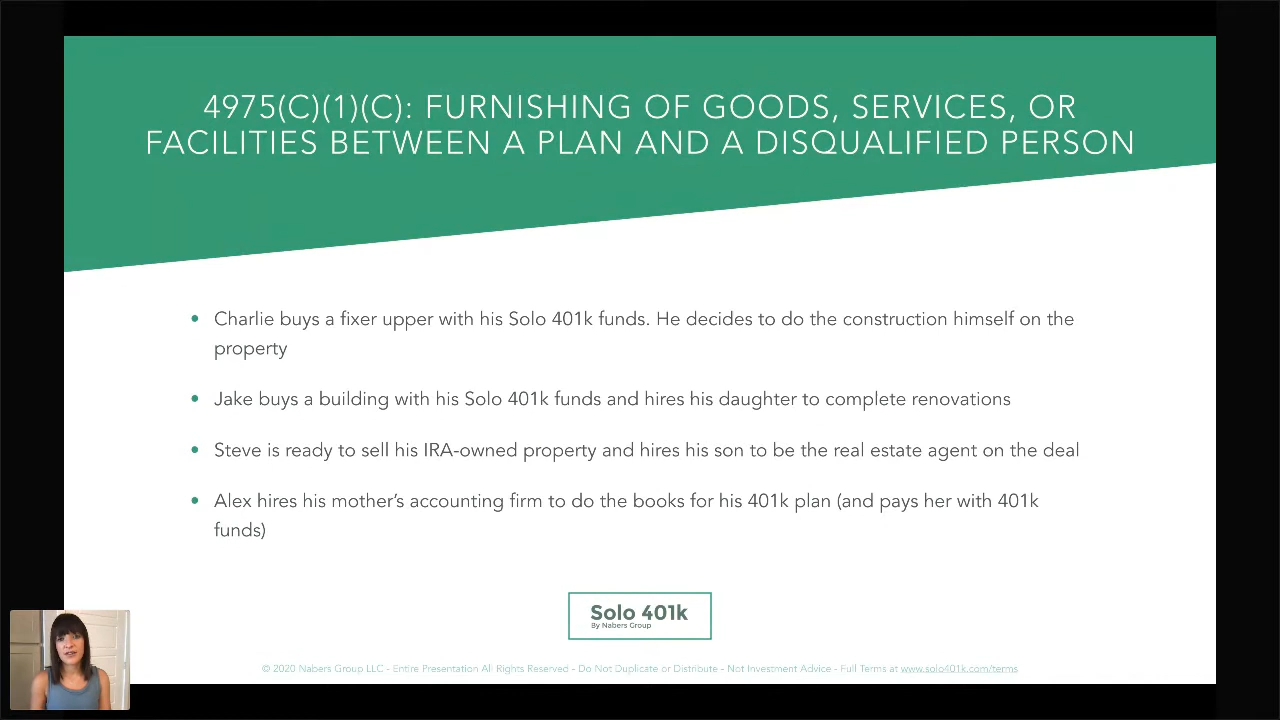 4975(C)(1)(C): FURNISHING OF GOODS, SERVICES, OR
FACILITIES BETWEEN A PLAN AND A DISQUALIFIED PERSON
• Charlie buys a fixer upper with his Solo 401k funds. He decides to do the construction himself on the
property
• Jake buys a building with his Solo 401k funds and hires his daughter to complete renovations
• Steve is ready to sell his IRA-owned property and hires his son to be the real estate agent on the deal
• Alex hires his mother’s accounting firm to do the books for his 401k plan (and pays her with 401k
funds)
Solo 401k
By Nabers Group
© 2020 Nabers Group LLC - Entire Presentation All Rights Reserved - Do Not Duplicate or Distribute - Not Investment Advice - Full Terms at www.solo401k.com/terms